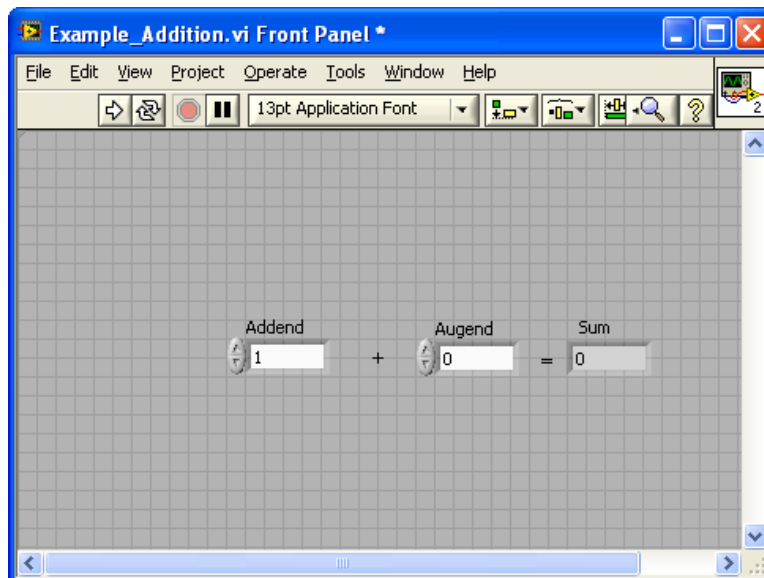 Example_Addition.vi Front Panel *
File Edit View Project Operate Tools Window Help
13pt Application Font
2
Addend Augend Sum
1 + 0 = 0